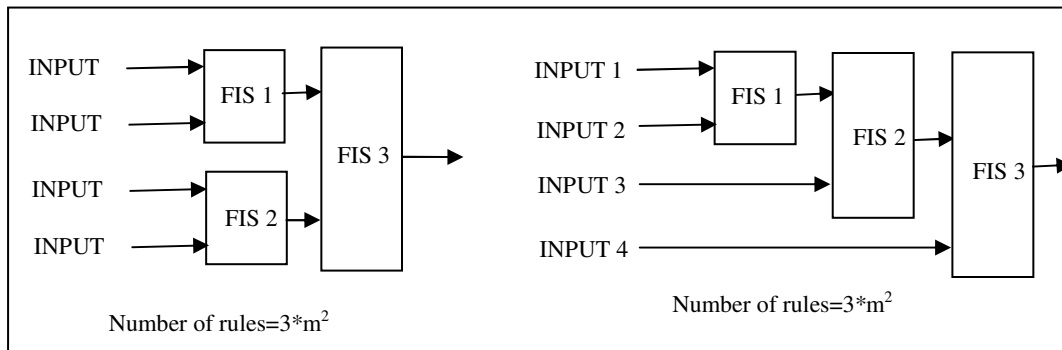 INPUT
INPUT
INPUT
INPUT
FIS 1
FIS 2
FIS 3
Number of rules=3*m²
INPUT 1
INPUT 2
INPUT 3
INPUT 4
FIS 1
FIS 2
FIS 3
Number of rules=3*m²